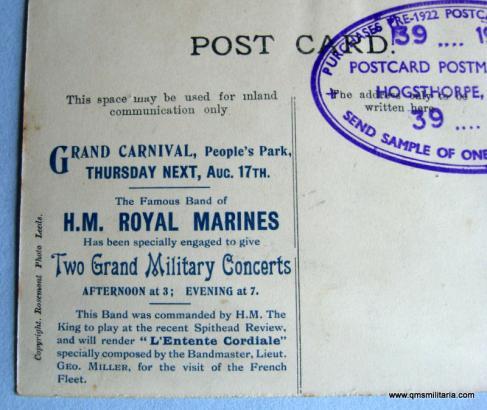 POST CARD.
PURCHASES PRE-1922 POSTC
39 .... 19
POSTCARD POSTM
HOGSTHORPE,
39 ....
SEND SAMPLE OF ONE
This space may be used for inland
communication only
The address only to be
written here
GRAND CARNIVAL, People's Park,
THURSDAY NEXT, AUG. 17TH.
The Famous Band of
H.M. ROYAL MARINES
Has been specially engaged to give
Two Grand Military Concerts
AFTERNOON at 3; EVENING at 7.
This Band was commanded by H.M. The
King to play at the recent Spithead Review,
and will render "L'Entente Cordiale"
specially composed by the Bandmaster, Lieut.
GEO. MILLER, for the visit of the French
Fleet.
Copyright. Rosemont Photo Leeds.
www.qmsmilitaria.com